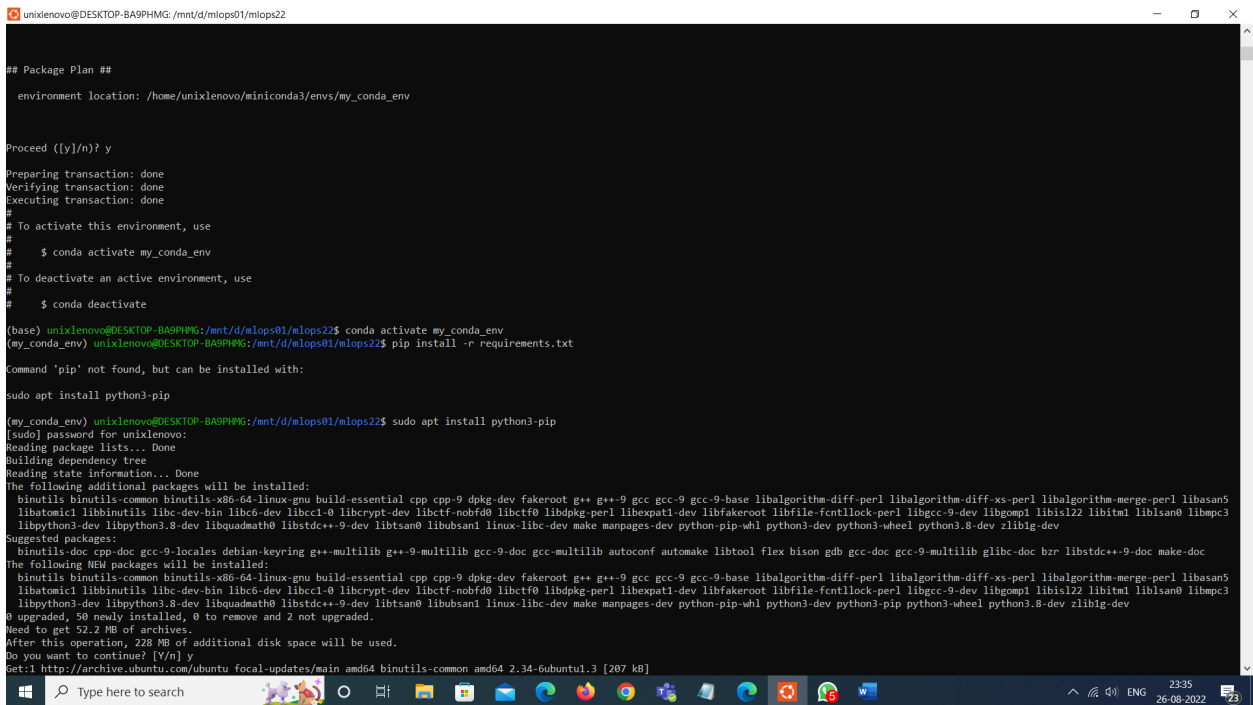 unixlenovo@DESKTOP-BA9PHMG: /mnt/d/mlops01/mlops22
## Package Plan ##
environment location: /home/unixlenovo/miniconda3/envs/my_conda_env
Proceed ([y]/n)? y
Preparing transaction: done
Verifying transaction: done
Executing transaction: done
#
# To activate this environment, use
#
#     $ conda activate my_conda_env
#
# To deactivate an active environment, use
#
#     $ conda deactivate
(base) unixlenovo@DESKTOP-BA9PHMG:/mnt/d/mlops01/mlops22$ conda activate my_conda_env
(my_conda_env) unixlenovo@DESKTOP-BA9PHMG:/mnt/d/mlops01/mlops22$ pip install -r requirements.txt
Command 'pip' not found, but can be installed with:
sudo apt install python3-pip
(my_conda_env) unixlenovo@DESKTOP-BA9PHMG:/mnt/d/mlops01/mlops22$ sudo apt install python3-pip
[sudo] password for unixlenovo:
Reading package lists... Done
Building dependency tree
Reading state information... Done
The following additional packages will be installed:
binutils binutils-common binutils-x86-64-linux-gnu build-essential cpp cpp-9 dpkg-dev fakeroot g++ g++-9 gcc gcc-9 gcc-9-base libalgorithm-diff-perl libalgorithm-diff-xs-perl libalgorithm-merge-perl libasan5
libatomic1 libbinutils libc-dev-bin libc6-dev libcc1-0 libcrypt-dev libctf-nobfd0 libctf0 libdpkg-perl libexpat1-dev libfakeroot libfile-fcntllock-perl libgcc-9-dev libgomp1 libisl22 libitm1 liblsan0 libmpc3
libpython3-dev libpython3.8-dev libquadmath0 libstdc++-9-dev libtsan0 libubsan1 linux-libc-dev make manpages-dev python-pip-whl python3-dev python3-wheel python3.8-dev zlib1g-dev
Suggested packages:
binutils-doc cpp-doc gcc-9-locales debian-keyring g++-multilib g++-9-multilib gcc-9-doc gcc-multilib autoconf automake libtool flex bison gdb gcc-doc gcc-9-multilib glibc-doc bzr libstdc++-9-doc make-doc
The following NEW packages will be installed:
binutils binutils-common binutils-x86-64-linux-gnu build-essential cpp cpp-9 dpkg-dev fakeroot g++ g++-9 gcc gcc-9 gcc-9-base libalgorithm-diff-perl libalgorithm-diff-xs-perl libalgorithm-merge-perl libasan5
libatomic1 libbinutils libc-dev-bin libc6-dev libcc1-0 libcrypt-dev libctf-nobfd0 libctf0 libdpkg-perl libexpat1-dev libfakeroot libfile-fcntllock-perl libgcc-9-dev libgomp1 libisl22 libitm1 liblsan0 libmpc3
libpython3-dev libpython3.8-dev libquadmath0 libstdc++-9-dev libtsan0 libubsan1 linux-libc-dev make manpages-dev python-pip-whl python3-dev python3-pip python3-wheel python3.8-dev zlib1g-dev
0 upgraded, 50 newly installed, 0 to remove and 2 not upgraded.
Need to get 52.2 MB of archives.
After this operation, 228 MB of additional disk space will be used.
Do you want to continue? [Y/n] y
Get:1 http://archive.ubuntu.com/ubuntu focal-updates/main amd64 binutils-common amd64 2.34-6ubuntu1.3 [207 kB]
Type here to search
ENG
23:35
26-08-2022
23